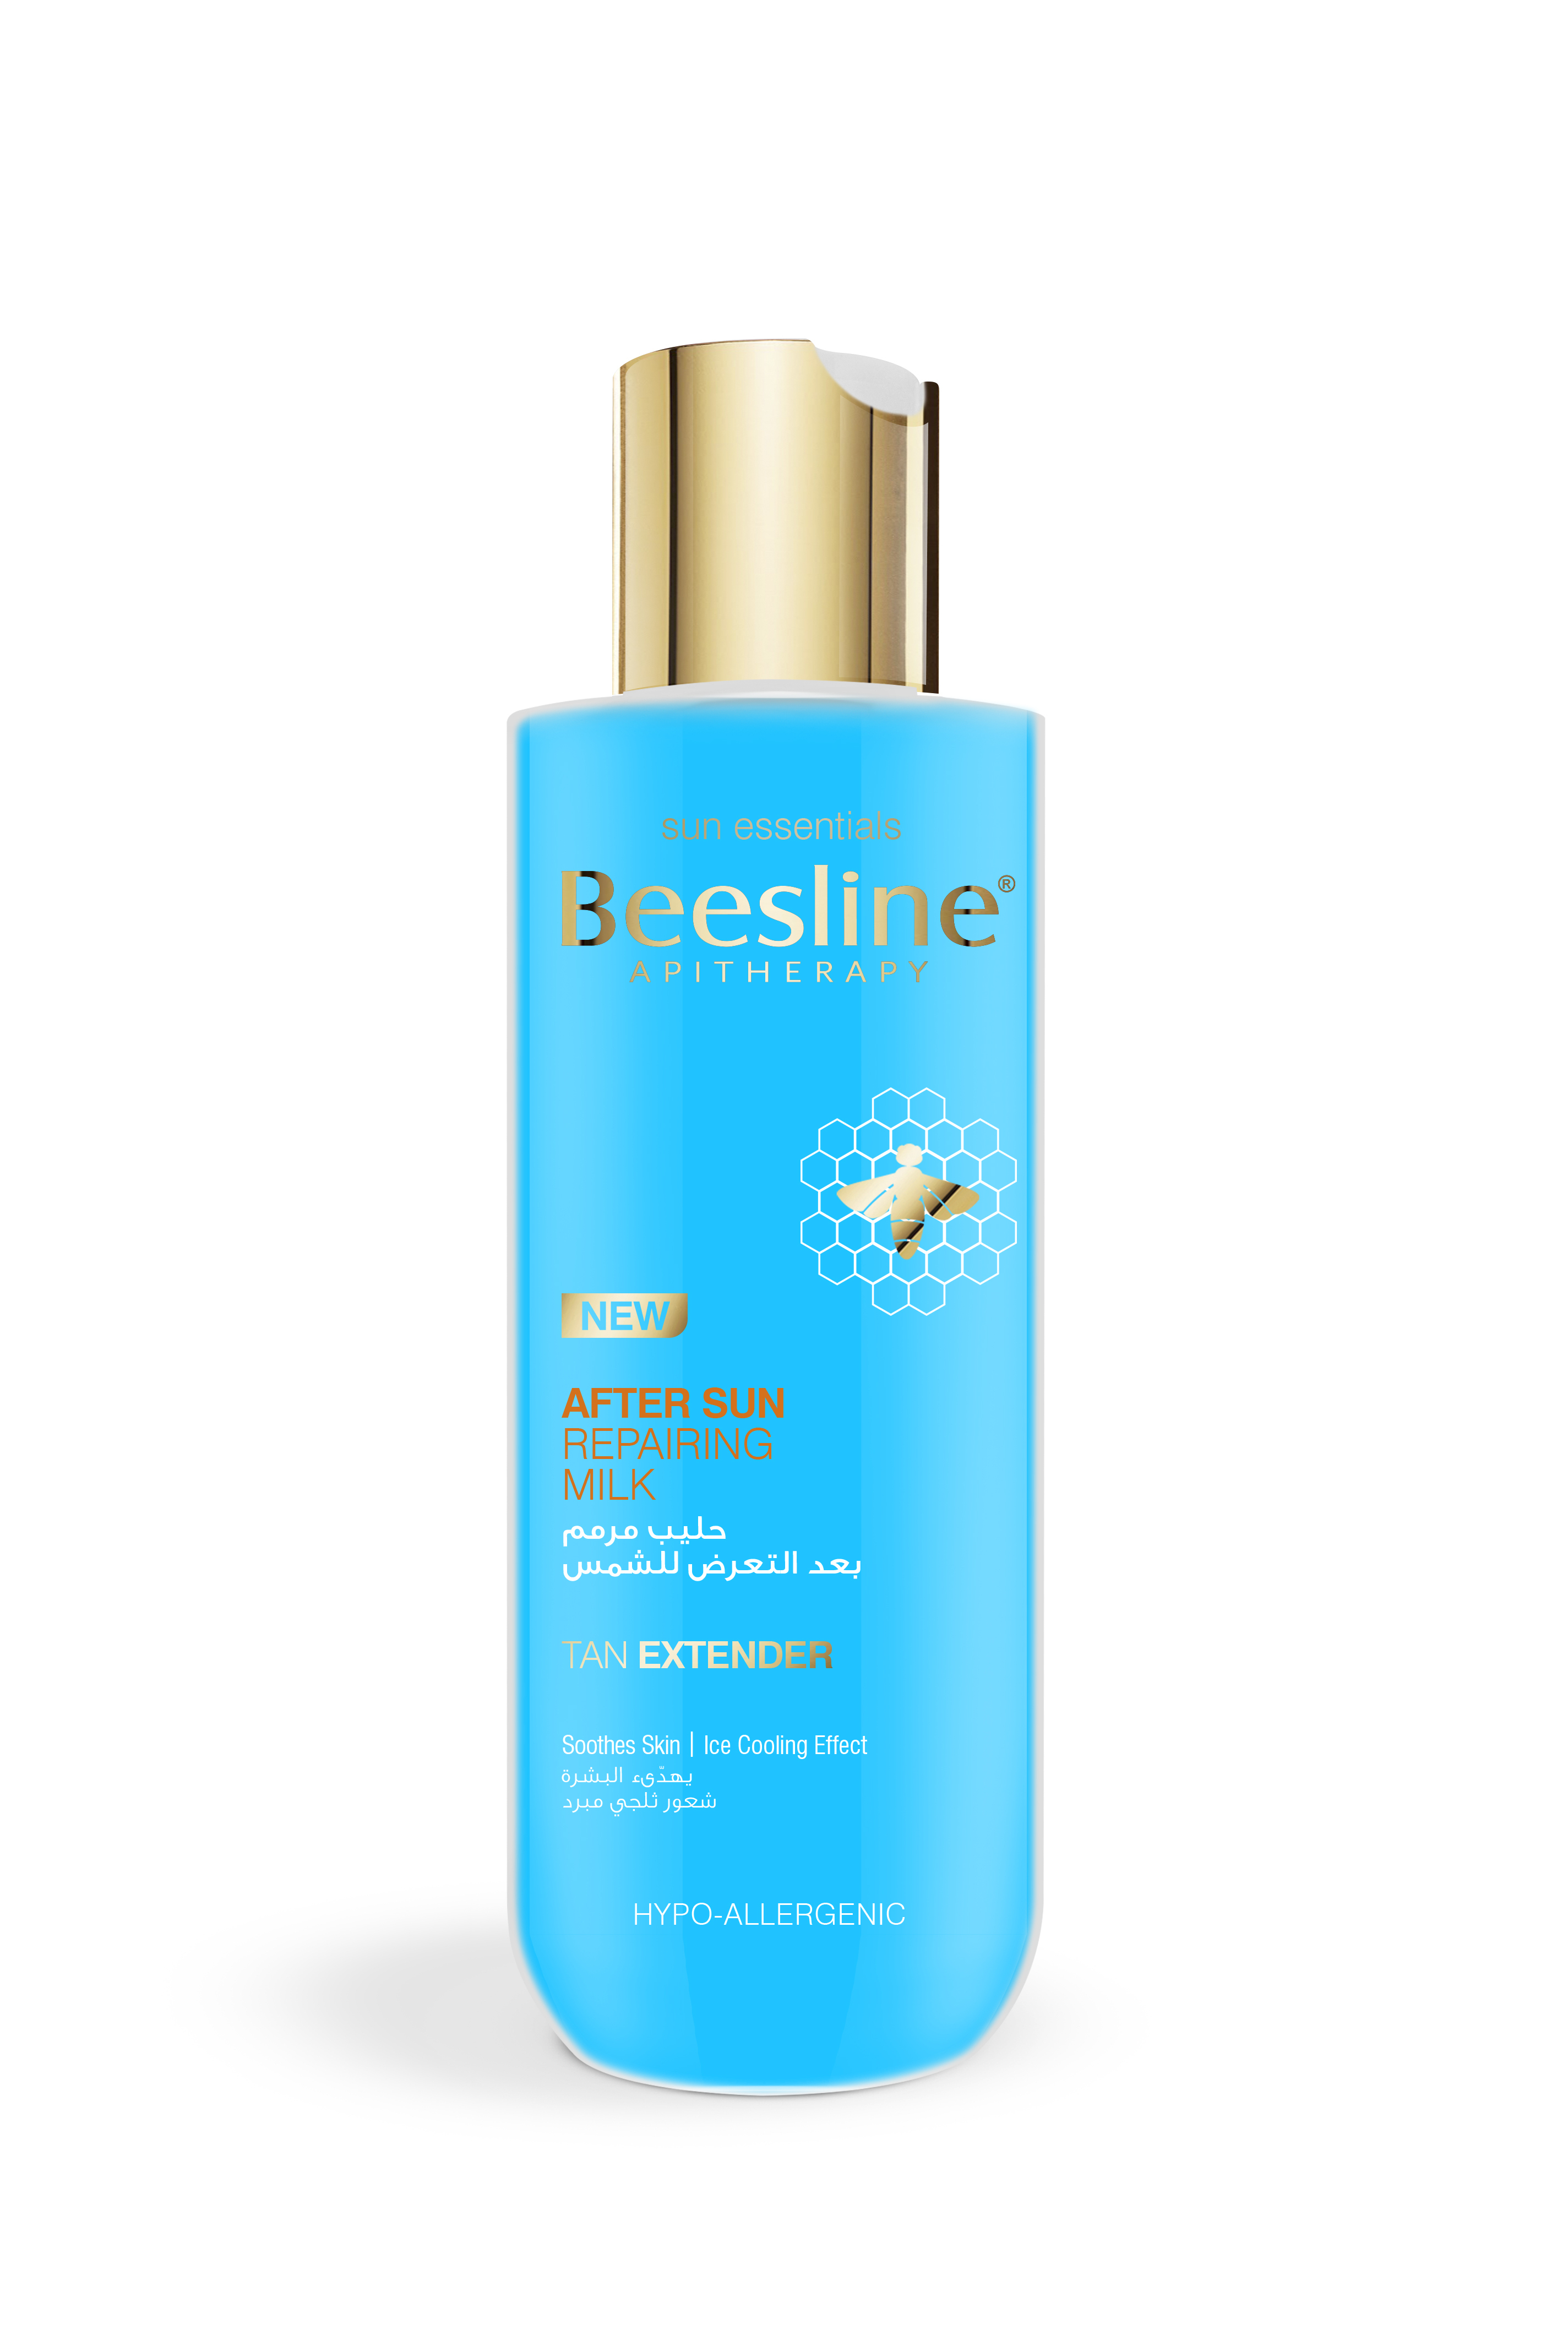 sun essentials
Beesline®
APITHERAPY
NEW
AFTER SUN
REPAIRING
MILK
حليب مرمم
بعد التعرض للشمس
TAN EXTENDER
Soothes Skin | Ice Cooling Effect
يهدّىء البشرة
شعور ثلجي مبرد
HYPO-ALLERGENIC